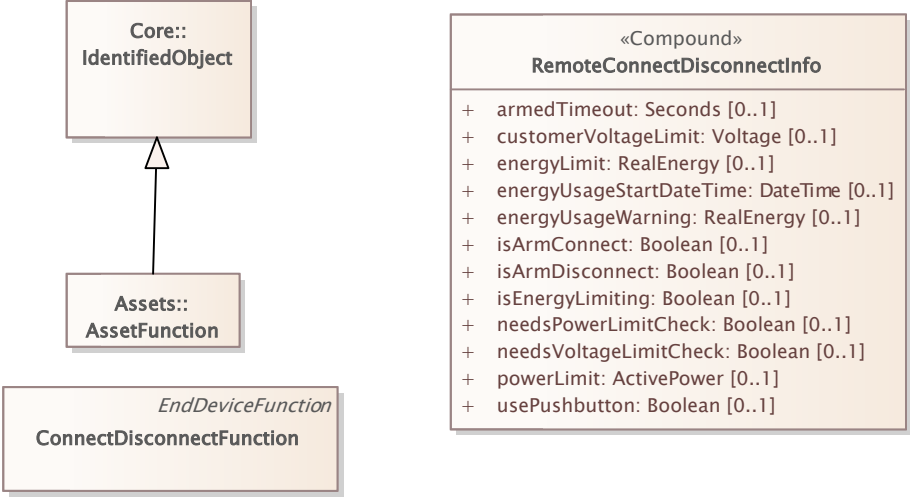 Core::
IdentifiedObject
Assets::
AssetFunction
EndDeviceFunction
ConnectDisconnectFunction
«Compound»
RemoteConnectDisconnectInfo
+ armedTimeout: Seconds [0..1]
+ customerVoltageLimit: Voltage [0..1]
+ energyLimit: RealEnergy [0..1]
+ energyUsageStartDateTime: DateTime [0..1]
+ energyUsageWarning: RealEnergy [0..1]
+ isArmConnect: Boolean [0..1]
+ isArmDisconnect: Boolean [0..1]
+ isEnergyLimiting: Boolean [0..1]
+ needsPowerLimitCheck: Boolean [0..1]
+ needsVoltageLimitCheck: Boolean [0..1]
+ powerLimit: ActivePower [0..1]
+ usePushbutton: Boolean [0..1]